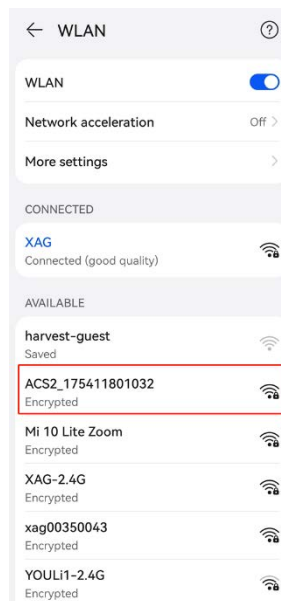 WLAN
WLAN
Network acceleration Off
More settings
CONNECTED
XAG
Connected (good quality)
AVAILABLE
harvest-guest
Saved
ACS2_175411801032
Encrypted
Mi 10 Lite Zoom
Encrypted
XAG-2.4G
Encrypted
xag00350043
Encrypted
YOULi1-2.4G
Encrypted